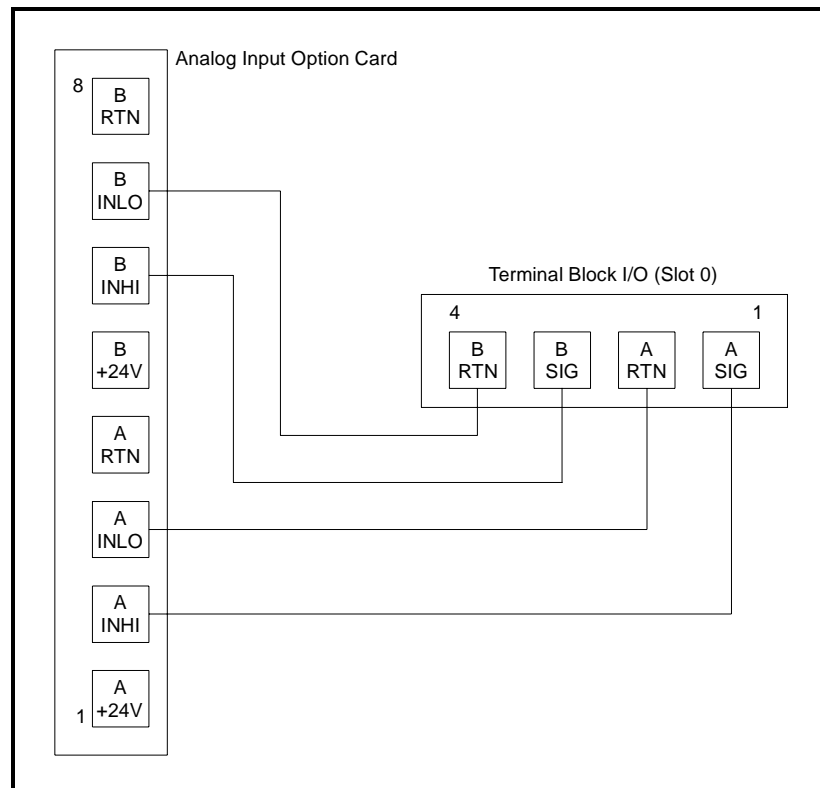 Analog Input Option Card
8
B
RTN
B
INLO
B
INHI
B
+24V
A
RTN
A
INLO
A
INHI
A
+24V
1
Terminal Block I/O (Slot 0)
4
1
B
RTN
B
SIG
A
RTN
A
SIG